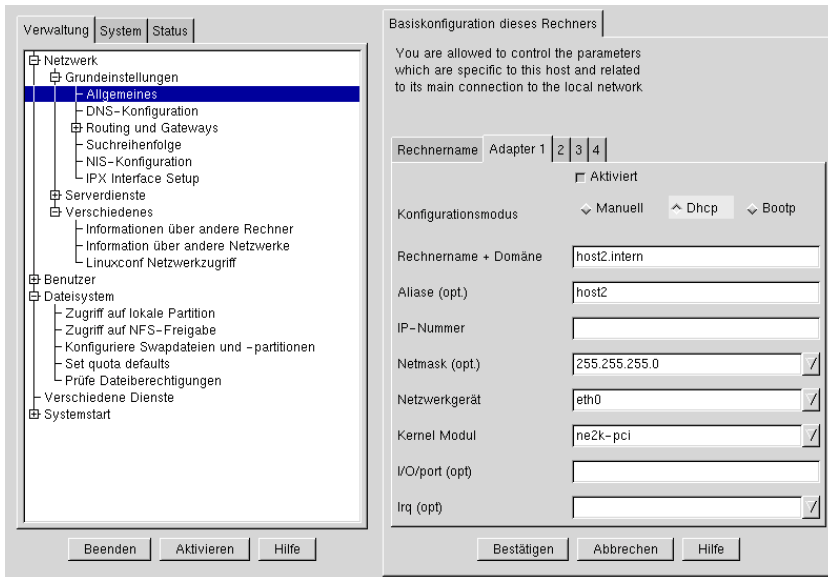 Verwaltung System Status
Netzwerk
Grundeinstellungen
Allgemeines
DNS-Konfiguration
Routing und Gateways
Suchreihenfolge
NIS-Konfiguration
IPX Interface Setup
Serverdienste
Verschiedenes
Informationen über andere Rechner
Information über andere Netzwerke
Linuxconf Netzwerkzugriff
Benutzer
Dateisystem
Zugriff auf lokale Partition
Zugriff auf NFS-Freigabe
Konfiguriere Swapdateien und -partitionen
Set quota defaults
Prüfe Dateiberechtigungen
Verschiedene Dienste
Systemstart
Beenden Aktivieren Hilfe
Basiskonfiguration dieses Rechners
You are allowed to control the parameters
which are specific to this host and related
to its main connection to the local network
Rechnername Adapter 1 2 3 4
Aktiviert
Konfigurationsmodus Manuell Dhcp Bootp
Rechnername + Domäne host2.intern
Aliase (opt.) host2
IP-Nummer
Netmask (opt.) 255.255.255.0
Netzwerkgerät eth0
Kernel Modul ne2k-pci
I/O/port (opt)
Irq (opt)
Bestätigen Abbrechen Hilfe